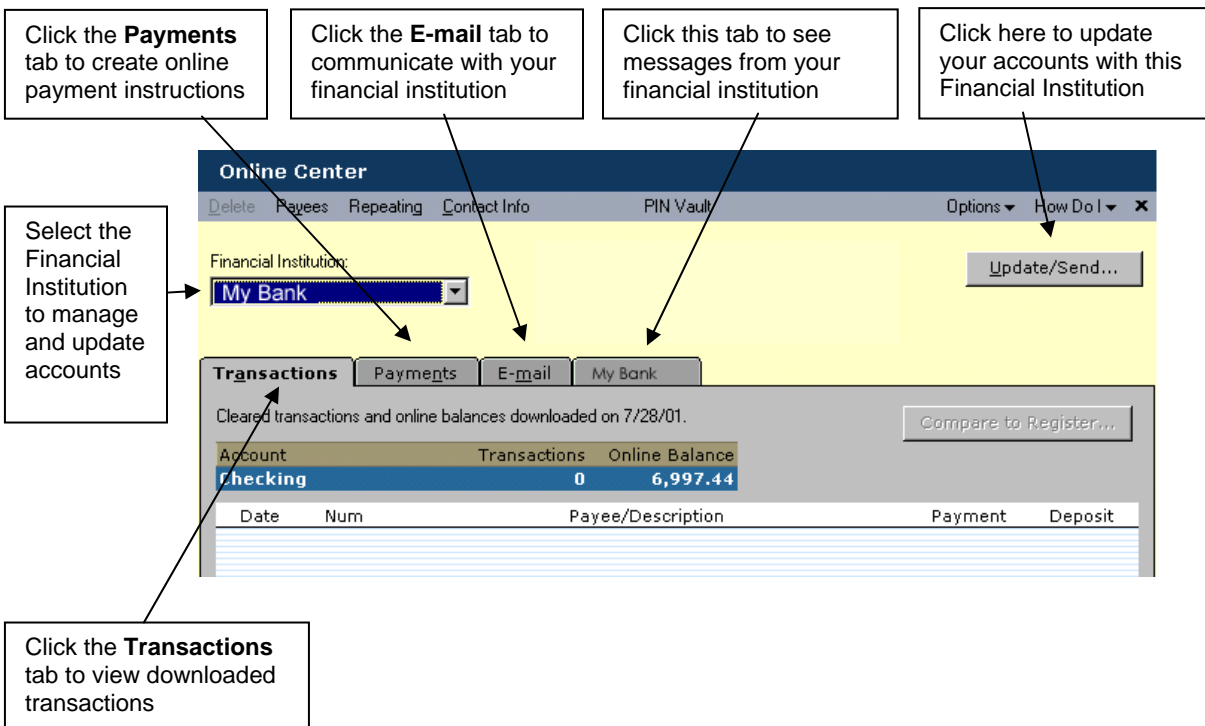 Click the Payments
tab to create online
payment instructions
Click the E-mail tab to
communicate with your
financial institution
Click this tab to see
messages from your
financial institution
Click here to update
your accounts with this
Financial Institution
Select the
Financial
Institution
to manage
and update
accounts
Online Center
Delete Payees Repeating Contact Info PIN Vault Options How Do I
Financial Institution:
My Bank
Update/Send...
Transactions Payments E-mail My Bank
Cleared transactions and online balances downloaded on 7/28/01.
Compare to Register...
Account Transactions Online Balance
Checking 0 6,997.44
Date Num Payee/Description Payment Deposit
Click the Transactions
tab to view downloaded
transactions